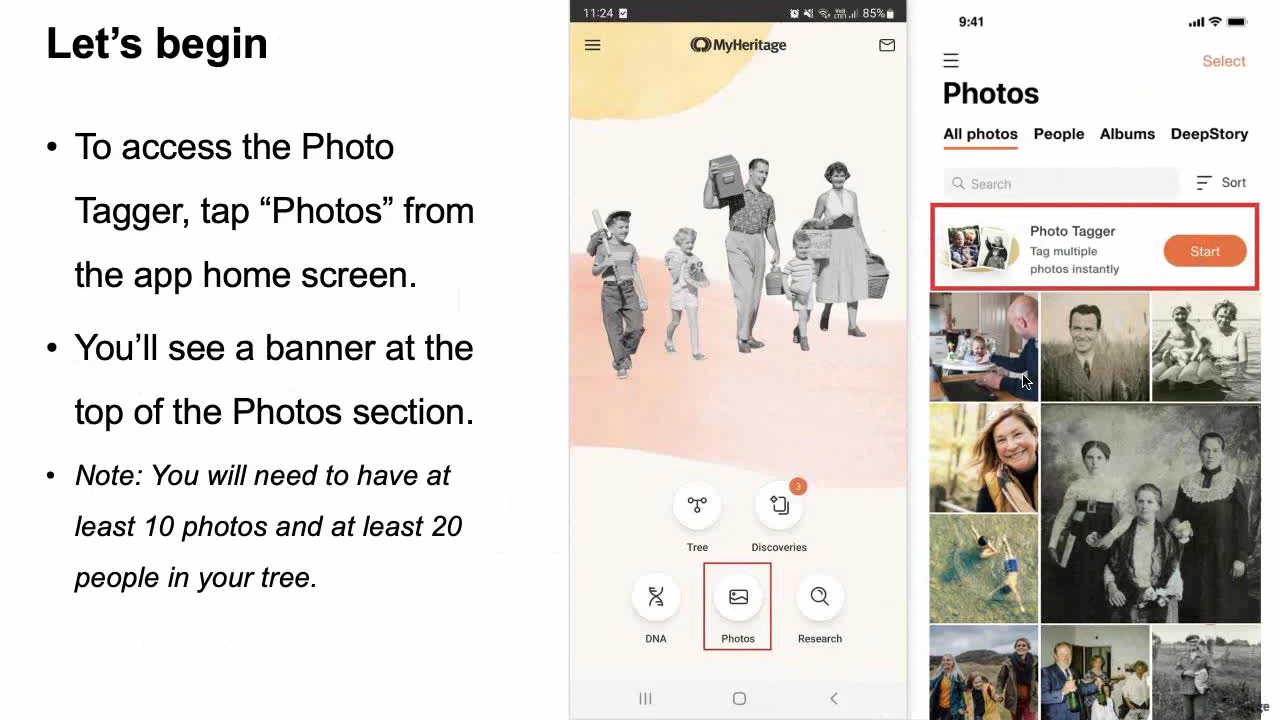 Let’s begin
• To access the Photo
Tagger, tap “Photos” from
the app home screen.
• You’ll see a banner at the
top of the Photos section.
• Note: You will need to have at
least 10 photos and at least 20
people in your tree.
11:24
85%
MyHeritage
3
Tree
Discoveries
DNA
Photos
Research
9:41
Select
Photos
All photos
People
Albums
DeepStory
Search
Sort
Photo Tagger
Tag multiple
photos instantly
Start